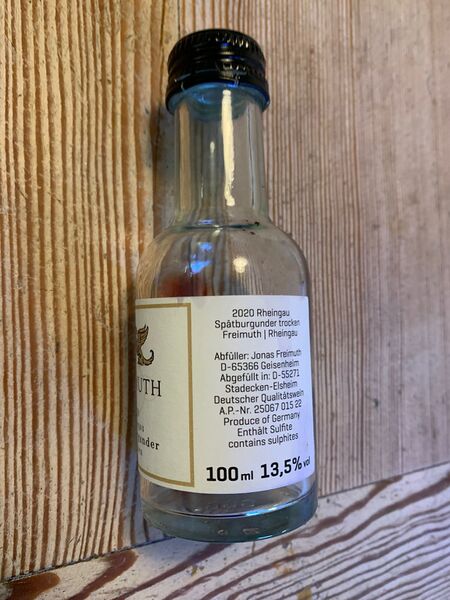 UTH
under
2020 Rheingau
Spätburgunder trocken
Freimuth | Rheingau
Abfüller: Jonas Freimuth
D-65366 Geisenheim
Abgefüllt in: D-55271
Stadecken-Elsheim
Deutscher Qualitätswein
A.P.-Nr. 25067 015 22
Produce of Germany
Enthält Sulfite
contains sulphites
100 ml 13,5% vol